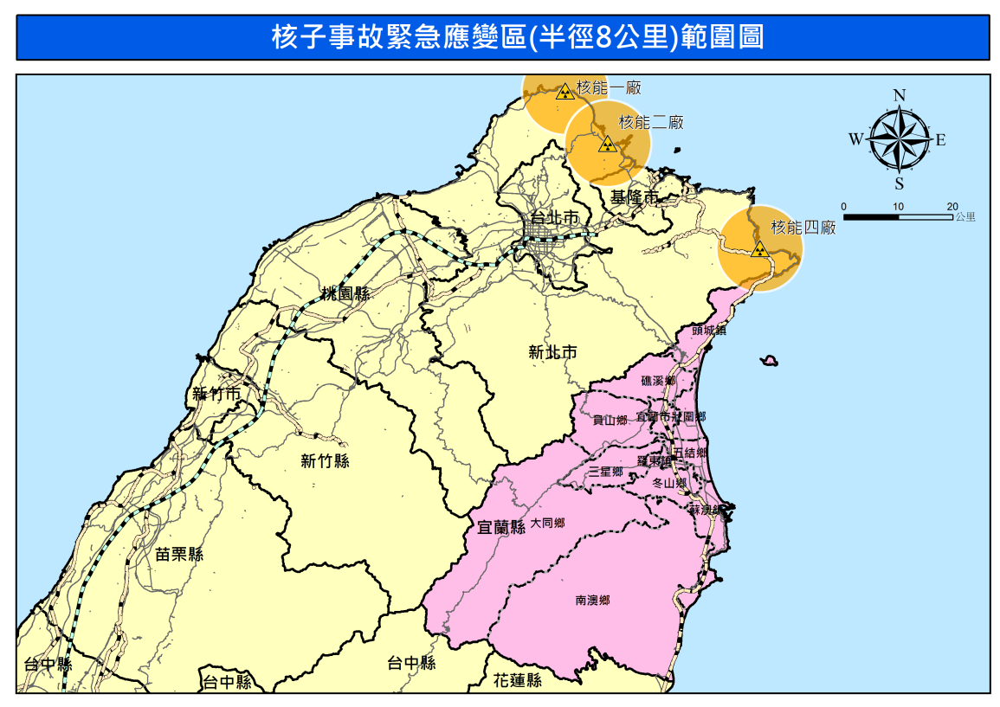 核子事故緊急應變區(半徑8公里)範圍圖
核能一廠
核能二廠
N
W
E
S
基隆市
台北市
0
10
20
公里
核能四廠
桃園縣
頭城鎮
新北市
礁溪鄉
新竹市
員山鄉
宜蘭市
壯圍鄉
五結鄉
新竹縣
羅東鎮
三星鄉
冬山鄉
蘇澳鎮
宜蘭縣
大同鄉
苗栗縣
南澳鄉
台中縣
台中縣
台中縣
花蓮縣